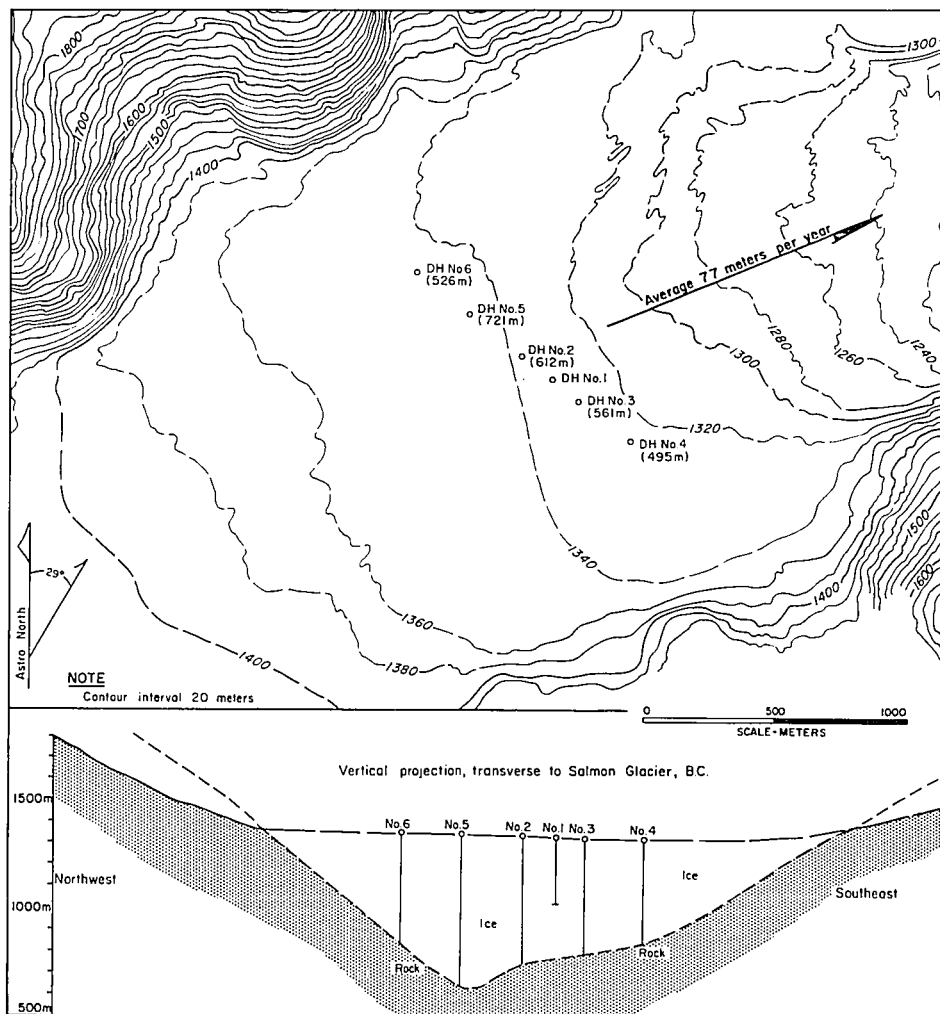 1800
1700
1600
1500
1400
1300
DH No6
(526m)
DH No.5
(721m)
DH No.2
(612m)
DH No.1
DH No.3
(561m)
DH No.4
(495m)
Average 77 meters per year
1240
1260
1280
1300
1320
1340
1360
1380
1400
1500
1400
1600
29°
Astro North
NOTE
Contour interval 20 meters
0 500 1000
SCALE-METERS
Vertical projection, transverse to Salmon Glacier, B.C.
1500m
1000m
500m
Northwest
Southeast
No.6
No.5
No.2
No.1
No.3
No.4
Ice
Ice
Rock
Rock